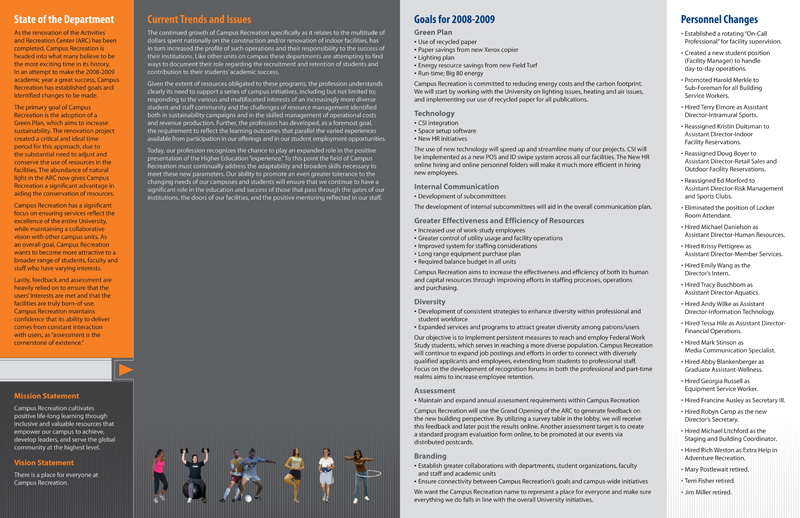 State of the Department
As the renovation of the Activities
and Recreation Center (ARC) has been
completed, Campus Recreation is
headed into what many believe to be
the most exciting time in its history.
In an attempt to make the 2008-2009
academic year a great success, Campus
Recreation has established goals and
identified changes to be made.
The primary goal of Campus
Recreation is the adoption of a
Green Plan, which aims to increase
sustainability. The renovation project
created a critical and ideal time
period for this approach, due to
the substantial need to adjust and
conserve the use of resources in the
facilities. The abundance of natural
light in the ARC now gives Campus
Recreation a significant advantage in
aiding the conservation of resources.
Campus Recreation has a significant
focus on ensuring services reflect the
excellence of the entire University,
while maintaining a collaborative
vision with other campus units. As
an overall goal, Campus Recreation
wants to become more attractive to a
broader range of students, faculty and
staff who have varying interests.
Lastly, feedback and assessment are
heavily relied on to ensure that the
users' interests are met and that the
facilities are truly born-of-use.
Campus Recreation maintains
confidence that its ability to deliver
comes from constant interaction
with users, as "assessment is the
cornerstone of existence."
Mission Statement
Campus Recreation cultivates
positive life-long learning through
inclusive and valuable resources that
empower our campus to achieve,
develop leaders, and serve the global
community at the highest level.
Vision Statement
There is a place for everyone at
Campus Recreation.
Current Trends and Issues
The continued growth of Campus Recreation specifically as it relates to the multitude of
dollars spent nationally on the construction and/or renovation of indoor facilities, has
in turn increased the profile of such operations and their responsibility to the success of
their institutions. Like other units on campus these departments are attempting to find
ways to document their role regarding the recruitment and retention of students and
contribution to their students' academic success.
Given the extent of resources obligated to these programs, the profession understands
clearly its need to support a series of campus initiatives, including but not limited to;
responding to the various and multifaceted interests of an increasingly more diverse
student and staff community and the challenges of resource management identified
both in sustainability campaigns and in the skilled management of operational costs
and revenue production. Further, the profession has developed, as a foremost goal,
the requirement to reflect the learning outcomes that parallel the varied experiences
available from participation in our offerings and in our student employment opportunities.
Today, our profession recognizes the chance to play an expanded role in the positive
presentation of the Higher Education "experience." To this point the field of Campus
Recreation must continually address the adaptability and broaden skills necessary to
meet these new parameters. Our ability to promote an even greater tolerance to the
changing needs of our campuses and students will ensure that we continue to have a
significant role in the education and success of those that pass through the gates of our
institutions, the doors of our facilities, and the positive mentoring reflected in our staff.
Goals for 2008-2009
Green Plan
• Use of recycled paper
• Paper savings from new Xerox copier
• Lighting plan
• Energy resource savings from new Field Turf
• Run-time; Big 80 energy
Campus Recreation is committed to reducing energy costs and the carbon footprint.
We will start by working with the University on lighting issues, heating and air issues,
and implementing our use of recycled paper for all publications.
Technology
• CSI integration
• Space setup software
• New HR initiatives
The use of new technology will speed up and streamline many of our projects. CSI will
be implemented as a new POS and ID swipe system across all our facilities. The New HR
online hiring and online personnel folders will make it much more efficient in hiring
new employees.
Internal Communication
• Development of subcommittees
The development of internal subcommittees will aid in the overall communication plan.
Greater Effectiveness and Efficiency of Resources
• Increased use of work-study employees
• Greater control of utility usage and facility operations
• Improved system for staffing considerations
• Long range equipment purchase plan
• Required balance budget in all units
Campus Recreation aims to increase the effectiveness and efficiency of both its human
and capital resources through improving efforts in staffing processes, operations
and purchasing.
Diversity
• Development of consistent strategies to enhance diversity within professional and
student workforce
• Expanded services and programs to attract greater diversity among patrons/users
Our objective is to implement persistent measures to reach and employ Federal Work
Study students, which serves in reaching a more diverse population. Campus Recreation
will continue to expand job postings and efforts in order to connect with diversely
qualified applicants and employees, extending from students to professional staff.
Focus on the development of recognition forums in both the professional and part-time
realms aims to increase employee retention.
Assessment
• Maintain and expand annual assessment requirements within Campus Recreation
Campus Recreation will use the Grand Opening of the ARC to generate feedback on
the new building perspective. By utilizing a survey table in the lobby, we will receive
this feedback and later post the results online. Another assessment target is to create
a standard program evaluation form online, to be promoted at our events via
distributed postcards.
Branding
• Establish greater collaborations with departments, student organizations, faculty
and staff and academic units
• Ensure connectivity between Campus Recreation's goals and campus-wide initiatives
We want the Campus Recreation name to represent a place for everyone and make sure
everything we do falls in line with the overall University initiatives.
Personnel Changes
• Established a rotating "On-Call
Professional" for facility supervision.
• Created a new student position
(Facility Manager) to handle
day-to-day operations.
• Promoted Harold Merkle to
Sub-Foreman for all Building
Service Workers.
• Hired Terry Elmore as Assistant
Director-Intramural Sports.
• Reassigned Kristin Duitsman to
Assistant Director-Indoor
Facility Reservations.
• Reassigned Doug Boyer to
Assistant Director-Retail Sales and
Outdoor Facility Reservations.
• Reassigned Ed Morford to
Assistant Director-Risk Management
and Sports Clubs.
• Eliminated the position of Locker
Room Attendant.
• Hired Michael Danielson as
Assistant Director-Human Resources.
• Hired Krissy Pettigrew as
Assistant Director-Member Services.
• Hired Emily Wang as the
Director's Intern.
• Hired Tracy Buschbom as
Assistant Director-Aquatics.
• Hired Andy Wilke as Assistant
Director-Information Technology.
• Hired Tessa Hile as Assistant Director-
Financial Operations.
• Hired Mark Stinson as
Media Communication Specialist.
• Hired Abby Blankenberger as
Graduate Assistant-Wellness.
• Hired Georgia Russell as
Equipment Service Worker.
• Hired Francine Ausley as Secretary III.
• Hired Robyn Camp as the new
Director's Secretary.
• Hired Michael Litchford as the
Staging and Building Coordinator.
• Hired Rich Weston as Extra Help in
Adventure Recreation.
• Mary Postlewait retired.
• Terri Fisher retired.
• Jim Miller retired.